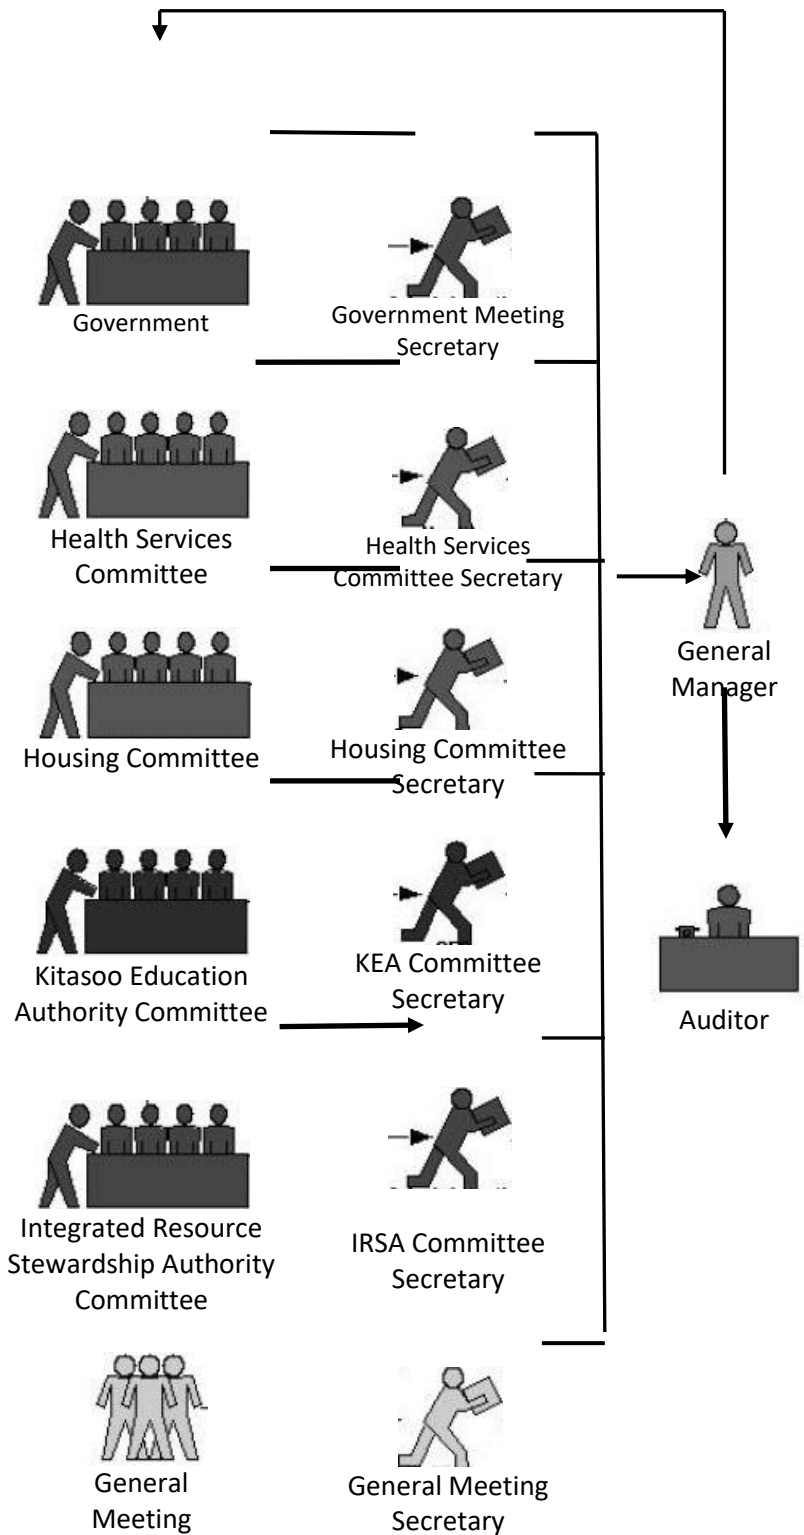 Government
Government Meeting
Secretary
Health Services
Committee
Health Services
Committee Secretary
General
Manager
Housing Committee
Housing Committee
Secretary
Kitasoo Education
Authority Committee
KEA Committee
Secretary
Auditor
Integrated Resource
Stewardship Authority
Committee
IRSA Committee
Secretary
General
Meeting
General Meeting
Secretary